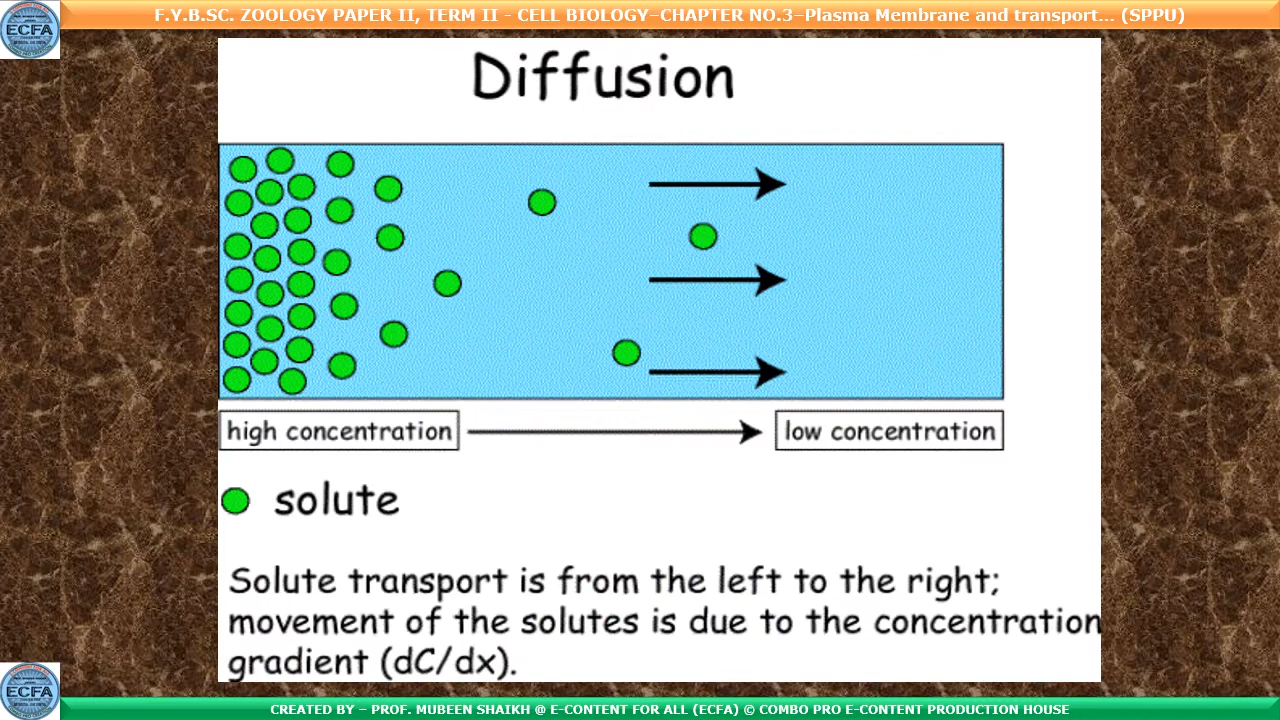 F.Y.B.SC. ZOOLOGY PAPER II, TERM II - CELL BIOLOGY–CHAPTER NO.3–Plasma Membrane and transport... (SPPU)
ECFA
Diffusion
high concentration
low concentration
solute
Solute transport is from the left to the right;
movement of the solutes is due to the concentration
gradient (dC/dx).
ECFA
CREATED BY – PROF. MUBEEN SHAIKH @ E-CONTENT FOR ALL (ECFA) © COMBO PRO E-CONTENT PRODUCTION HOUSE